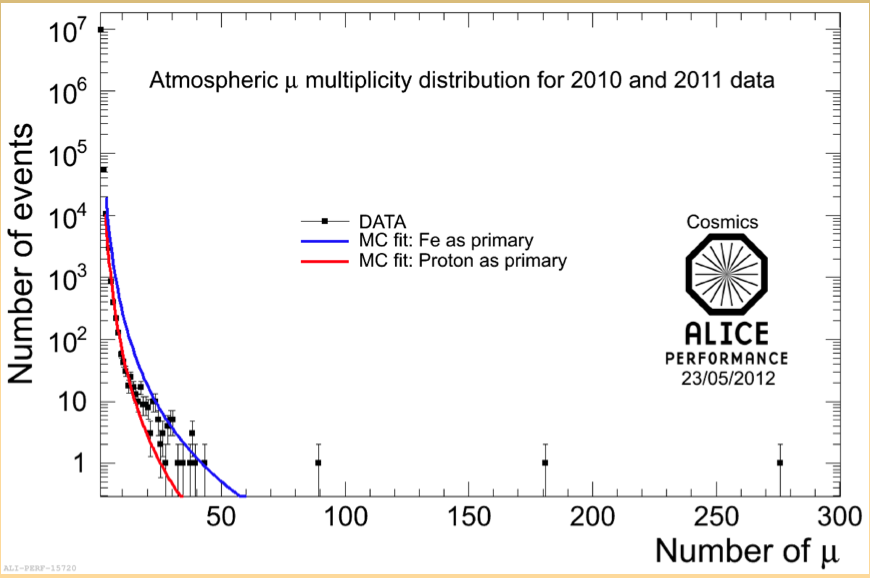 Atmospheric μ multiplicity distribution for 2010 and 2011 data
Number of events
10⁷
10⁶
10⁵
10⁴
10³
10²
10
1
DATA
MC fit: Fe as primary
MC fit: Proton as primary
Cosmics
ALICE
PERFORMANCE
23/05/2012
50 100 150 200 250 300
Number of μ
ALI-PERF-15720